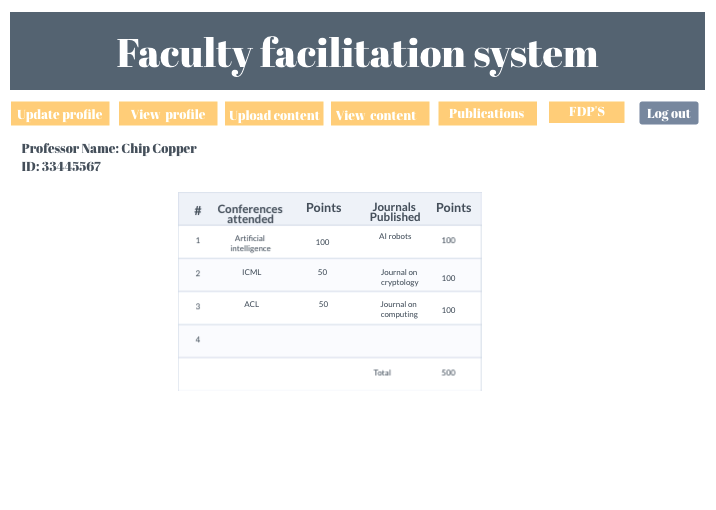 Faculty facilitation system
Update profile View profile Upload content View content Publications FDP'S Log out
Professor Name: Chip Copper
ID: 33445567
# Conferences attended Points Journals Published Points
1 Artificial intelligence 100 AI robots 100
2 ICML 50 Journal on cryptology 100
3 ACL 50 Journal on computing 100
4
Total 500